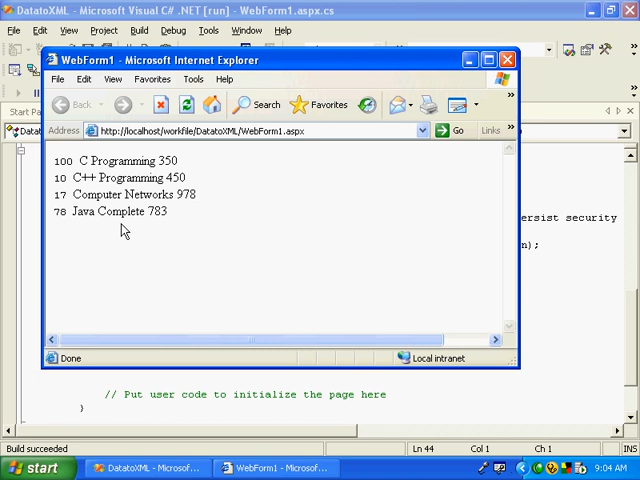 DatatoXML - Microsoft Visual C# .NET [run] - WebForm1.aspx.cs
File Edit View Project Build Debug Tools Window Help
WebForm1 - Microsoft Internet Explorer
File Edit View Favorites Tools Help
Back Search Favorites
Address http://localhost/workfile/DatatoXML/WebForm1.aspx Go Links
100 C Programming 350
10 C++ Programming 450
17 Computer Networks 978
78 Java Complete 783
Done Local intranet
Start Pa
Datat
ersist security
n);
// Put user code to initialize the page here
}
Build succeeded Ln 44 Col 1 Ch 1 INS
start DatatoXML - Microsof... WebForm1 - Microsof... 9:04 AM